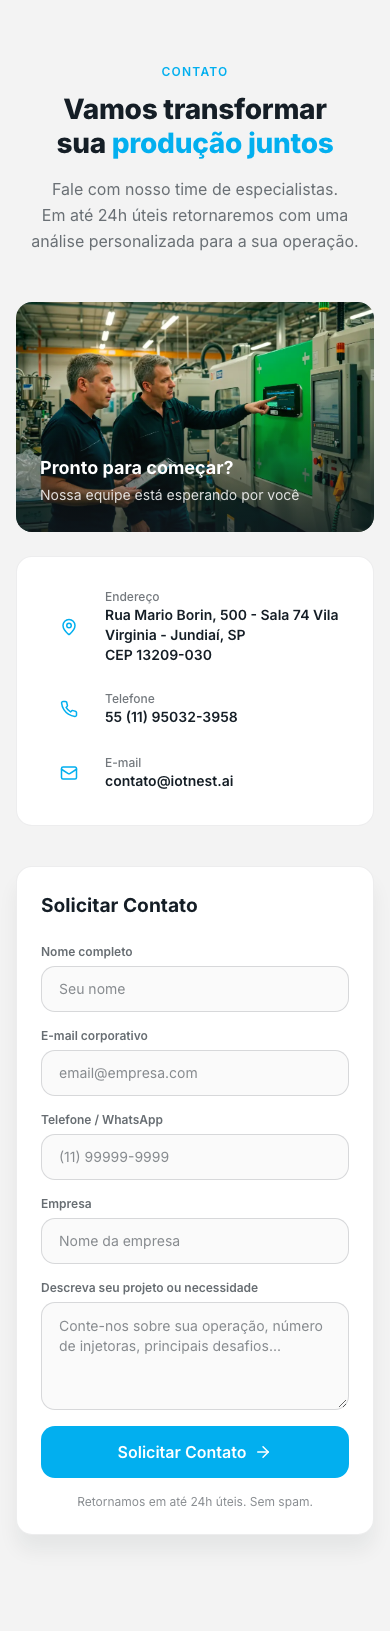 CONTATO
Vamos transformar
sua produção juntos
Fale com nosso time de especialistas.
Em até 24h úteis retornaremos com uma
análise personalizada para a sua operação.
Pronto para começar?
Nossa equipe está esperando por você
Endereço
Rua Mario Borin, 500 - Sala 74 Vila
Virginia - Jundiaí, SP
CEP 13209-030
Telefone
55 (11) 95032-3958
E-mail
contato@iotnest.ai
Solicitar Contato
Nome completo
Seu nome
E-mail corporativo
email@empresa.com
Telefone / WhatsApp
(11) 99999-9999
Empresa
Nome da empresa
Descreva seu projeto ou necessidade
Conte-nos sobre sua operação, número
de injetoras, principais desafios...
Solicitar Contato →
Retornamos em até 24h úteis. Sem spam.